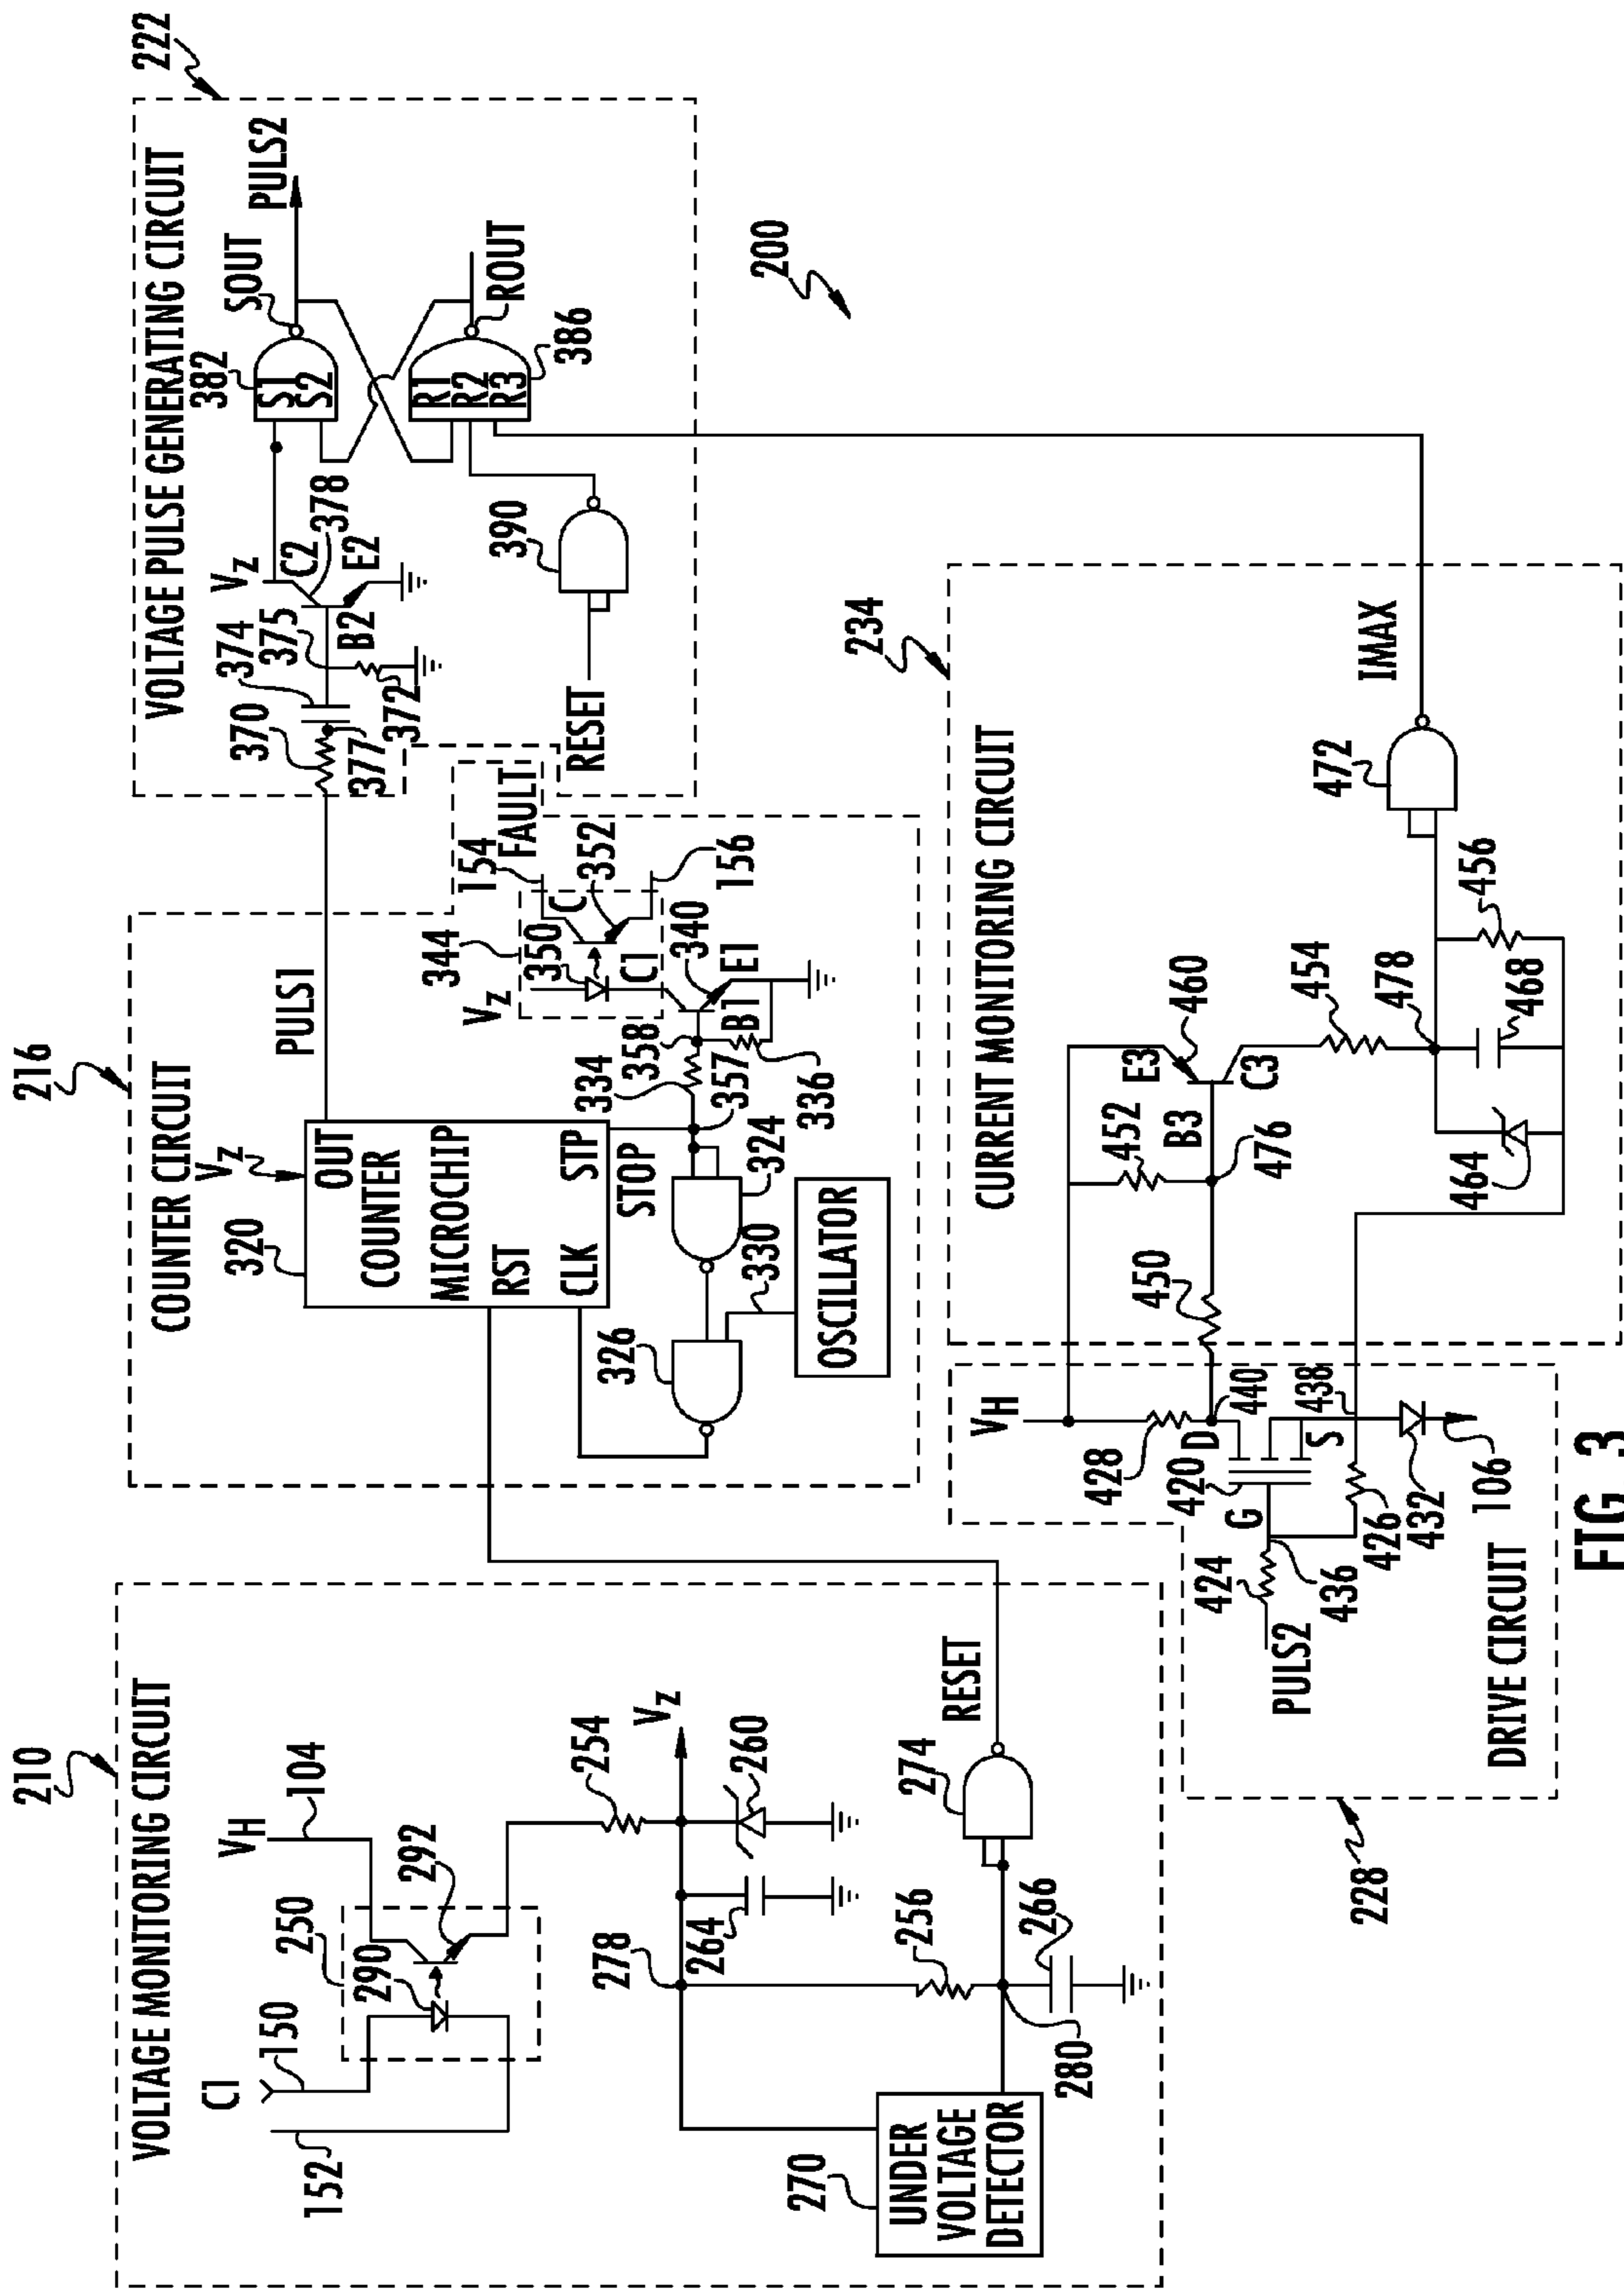 210
VOLTAGE MONITORING CIRCUIT
C1
150
152
VH
104
250
290
292
254
VZ
278
264
260
256
266
280
270
UNDER
VOLTAGE
DETECTOR
274
RESET
216
COUNTER CIRCUIT
VZ
320
OUT
COUNTER
MICROCHIP
RST
CLK
STP
STOP
PULS1
326
324
330
OSCILLATOR
334
357
358
336
340
B1
E1
C1
VZ
344
350
352
C
154
FAULT
156
222
VOLTAGE PULSE GENERATING CIRCUIT
370
377
374
375
372
VZ
C2
378
B2
E2
382
S1
S2
SOUT
PULS2
R1
R2
R3
ROUT
386
390
RESET
200
228
DRIVE CIRCUIT
VH
428
440
D
420
G
S
438
424
PULS2
436
426
432
106
234
CURRENT MONITORING CIRCUIT
450
452
476
B3
E3
460
C3
454
478
464
468
456
472
IMAX
FIG. 3